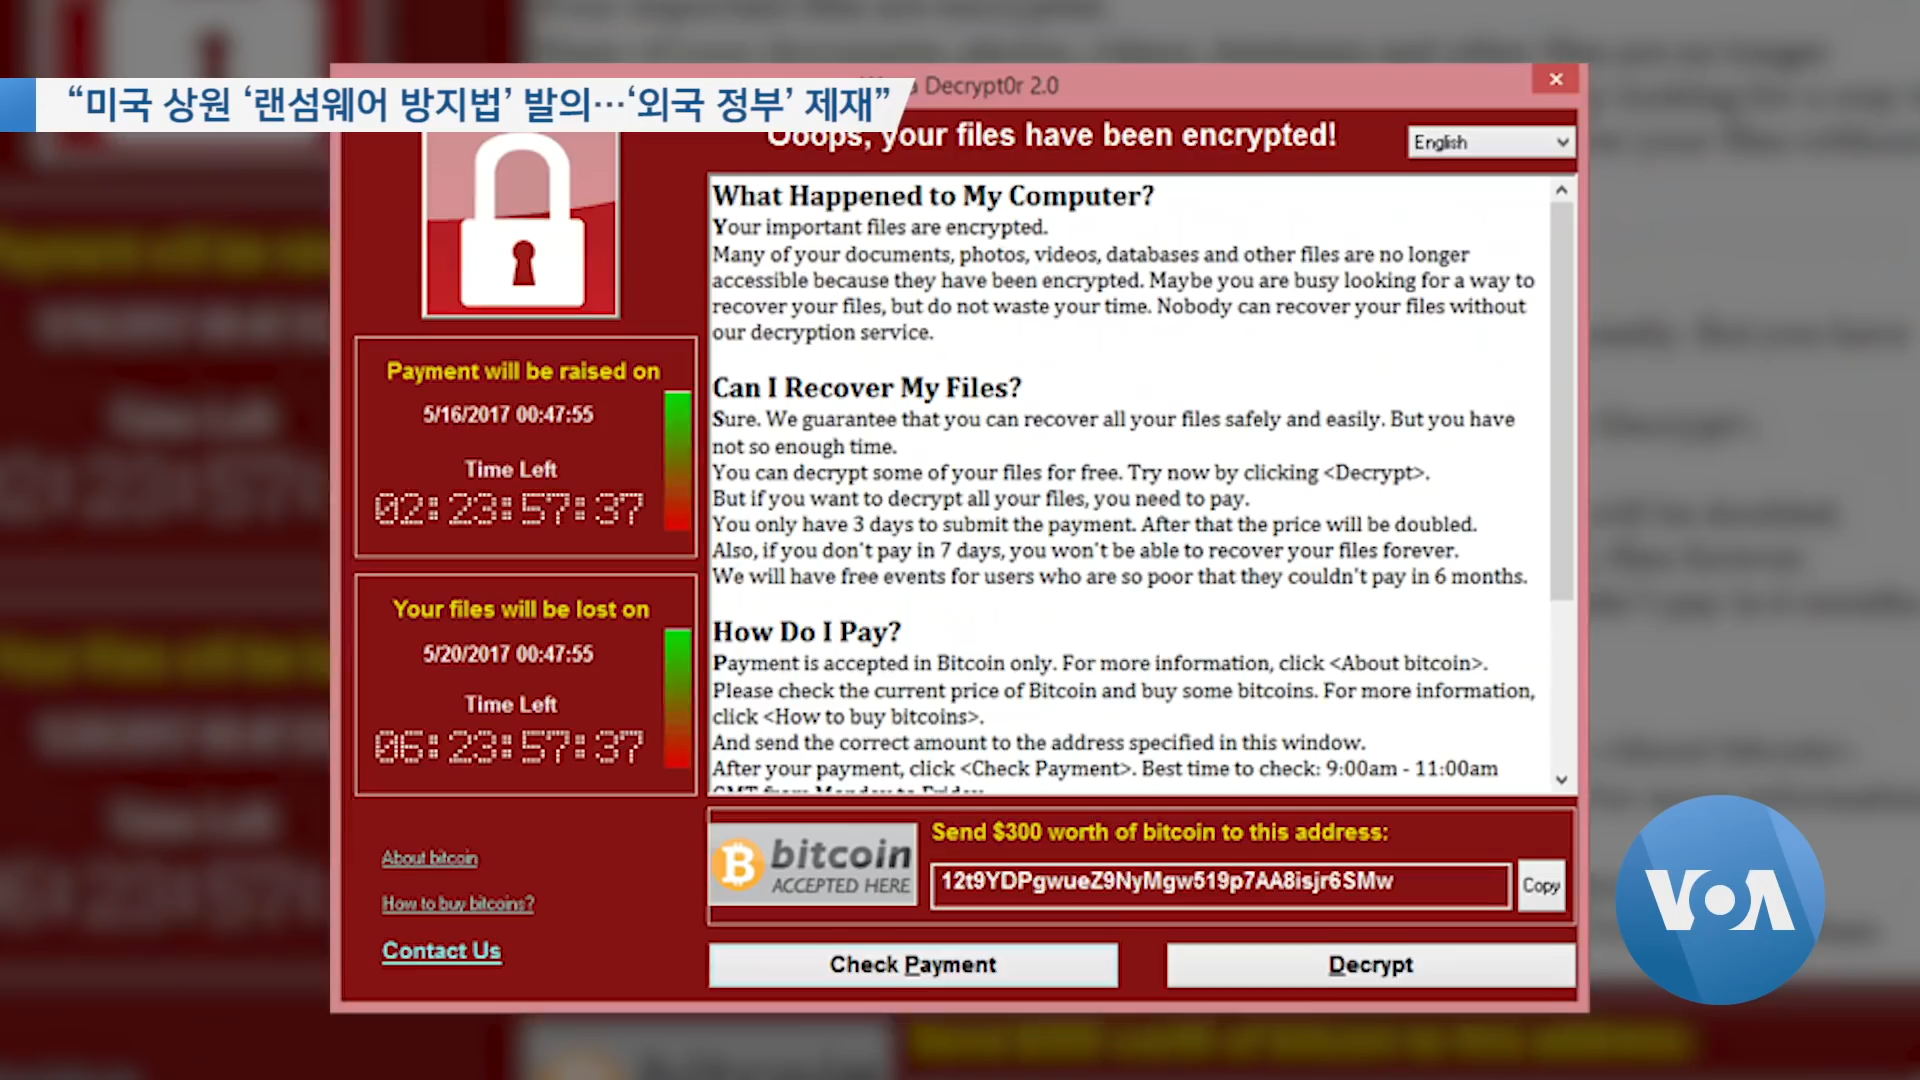 “미국 상원 ‘랜섬웨어 방지법’ 발의…‘외국 정부’ 제재”
Decrypt0r 2.0
Ooops, your files have been encrypted!
English
What Happened to My Computer?
Your important files are encrypted.
Many of your documents, photos, videos, databases and other files are no longer
accessible because they have been encrypted. Maybe you are busy looking for a way to
recover your files, but do not waste your time. Nobody can recover your files without
our decryption service.
Can I Recover My Files?
Sure. We guarantee that you can recover all your files safely and easily. But you have
not so enough time.
You can decrypt some of your files for free. Try now by clicking <Decrypt>.
But if you want to decrypt all your files, you need to pay.
You only have 3 days to submit the payment. After that the price will be doubled.
Also, if you don't pay in 7 days, you won't be able to recover your files forever.
We will have free events for users who are so poor that they couldn't pay in 6 months.
How Do I Pay?
Payment is accepted in Bitcoin only. For more information, click <About bitcoin>.
Please check the current price of Bitcoin and buy some bitcoins. For more information,
click <How to buy bitcoins>.
And send the correct amount to the address specified in this window.
After your payment, click <Check Payment>. Best time to check: 9:00am - 11:00am
GMT from Monday to Friday.
Payment will be raised on
5/16/2017 00:47:55
Time Left
02:23:57:37
Your files will be lost on
5/20/2017 00:47:55
Time Left
06:23:57:37
About bitcoin
How to buy bitcoins?
Contact Us
bitcoin
ACCEPTED HERE
Send $300 worth of bitcoin to this address:
12t9YDPgwueZ9NyMgw519p7AA8isjr6SMw
Copy
Check Payment
Decrypt
VOA